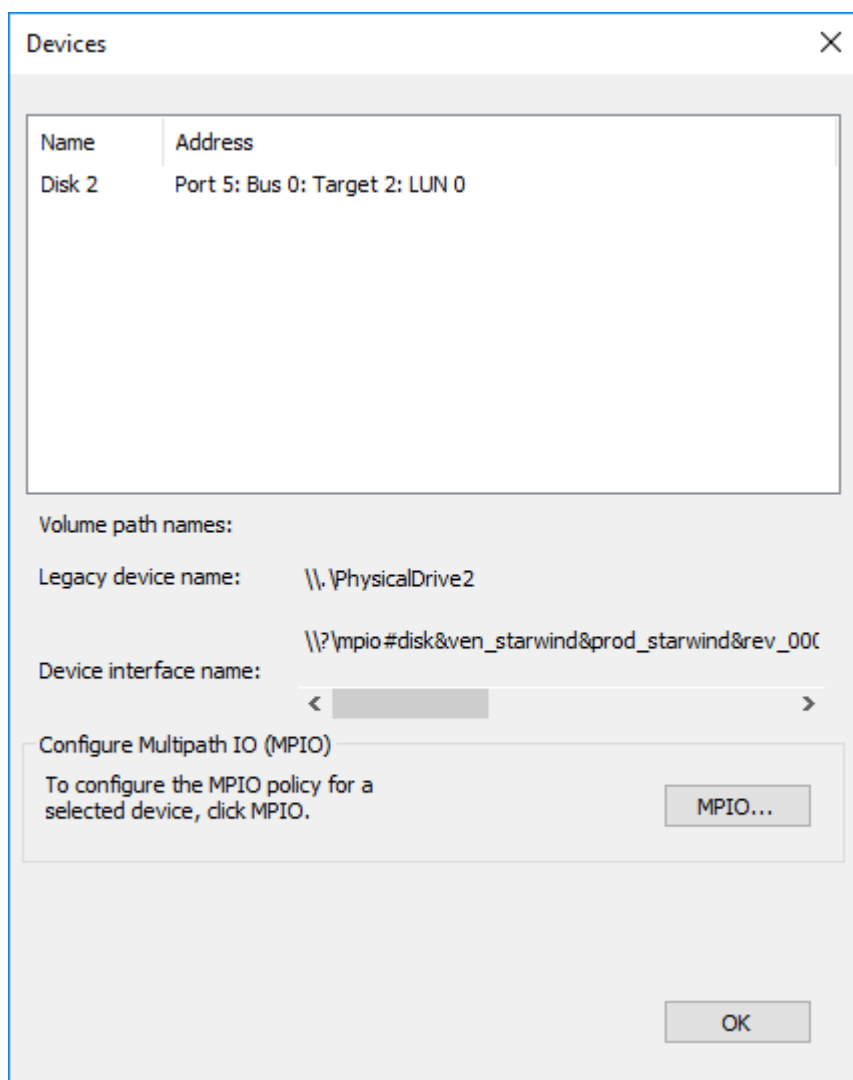 Devices
Name Address
Disk 2 Port 5: Bus 0: Target 2: LUN 0
Volume path names:
Legacy device name: \\.\PhysicalDrive2
\\?\mpio#disk&ven_starwind&prod_starwind&rev_000
Device interface name:
Configure Multipath IO (MPIO)
To configure the MPIO policy for a
selected device, click MPIO.
MPIO...
OK